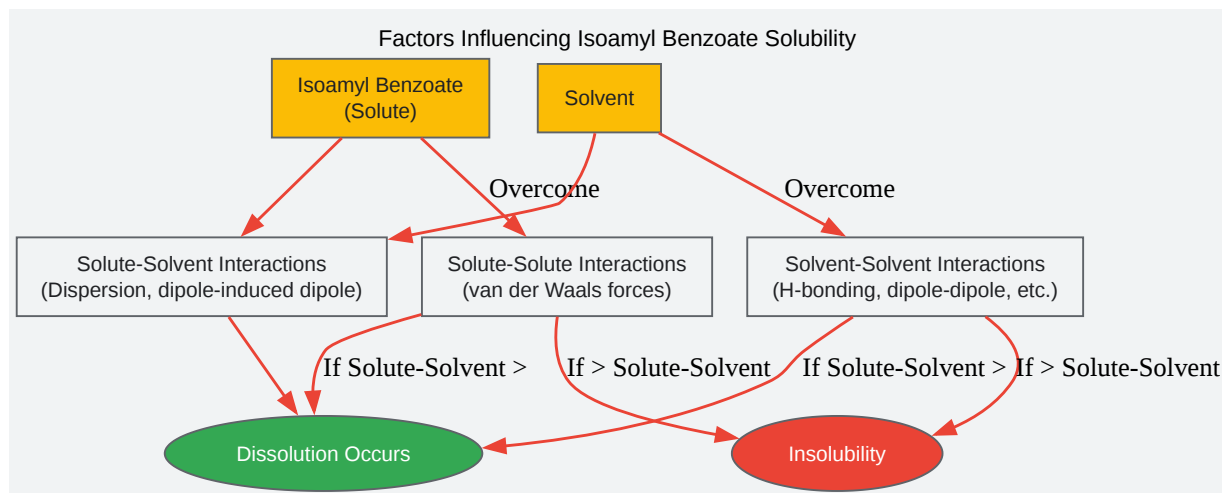 Factors Influencing Isoamyl Benzoate Solubility
Isoamyl Benzoate
(Solute)
Solvent
Overcome
Overcome
Solute-Solvent Interactions
(Dispersion, dipole-induced dipole)
Solute-Solute Interactions
(van der Waals forces)
Solvent-Solvent Interactions
(H-bonding, dipole-dipole, etc.)
If Solute-Solvent >
If > Solute-Solvent
If Solute-Solvent >
If > Solute-Solvent
Dissolution Occurs
Insolubility